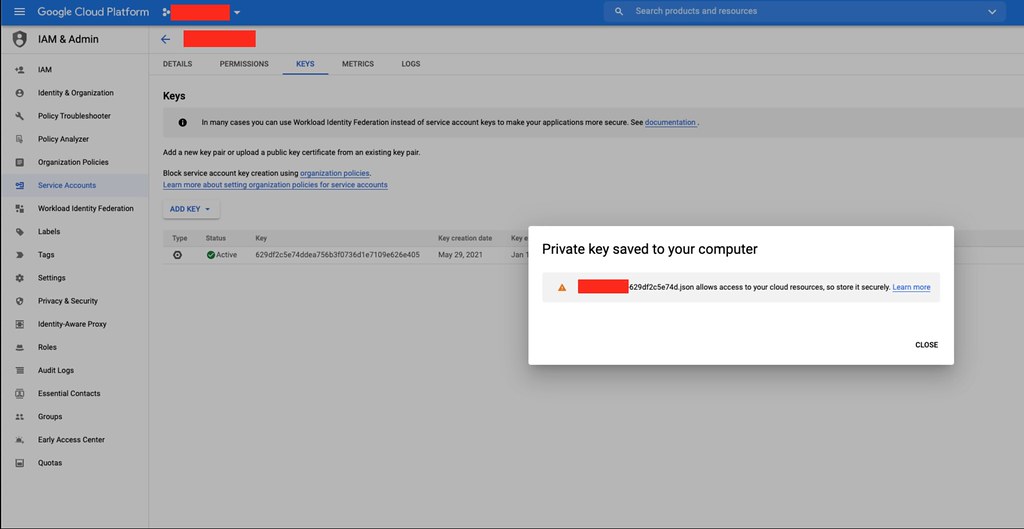 Google Cloud Platform
Search products and resources
IAM & Admin
DETAILS PERMISSIONS KEYS METRICS LOGS
IAM
Identity & Organization
Policy Troubleshooter
Policy Analyzer
Organization Policies
Service Accounts
Workload Identity Federation
Labels
Tags
Settings
Privacy & Security
Identity-Aware Proxy
Roles
Audit Logs
Essential Contacts
Groups
Early Access Center
Quotas
Keys
In many cases you can use Workload Identity Federation instead of service account keys to make your applications more secure. See documentation .
Add a new key pair or upload a public key certificate from an existing key pair.
Block service account key creation using organization policies.
Learn more about setting organization policies for service accounts
ADD KEY
Type Status Key Key creation date Key e
Active 629df2c5e74ddea756b3f0736d1e7109e626e405 May 29, 2021 Jan 1
Private key saved to your computer
629df2c5e74d.json allows access to your cloud resources, so store it securely. Learn more
CLOSE